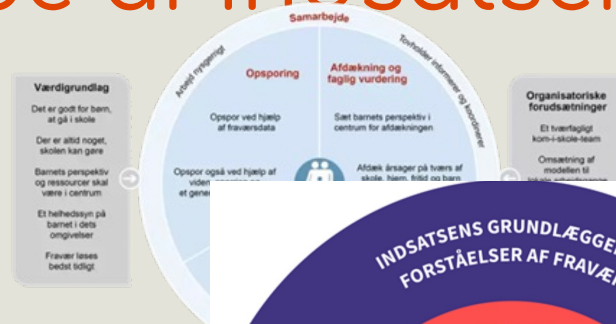 Samarbejde
Arbejd nysgerrigt
Tovholder informerer og koordinerer
Værdigrundlag
Det er godt for børn,
at gå i skole
Der er altid noget,
skolen kan gøre
Barnets perspektiv
og ressourcer skal
være i centrum
Et helhedssyn på
barnet i dets
omgivelser
Fravær løses
bedst tidligt
Opsporing
Opspor ved hjælp
af fraværsdata
Opspor også ved hjælp af
viden
et gene
Afdækning og
faglig vurdering
Sæt barnets perspektiv i
centrum for afdækningen
Afdæk årsager på tværs af
skole, hjem, fritid og barn
Organisatoriske
forudsætninger
Et tværfagligt
kom-i-skole-team
Omsætning af
modellen til
INDSATSENS GRUNDLÆGGE
FORSTÅELSER AF FRAVÆ